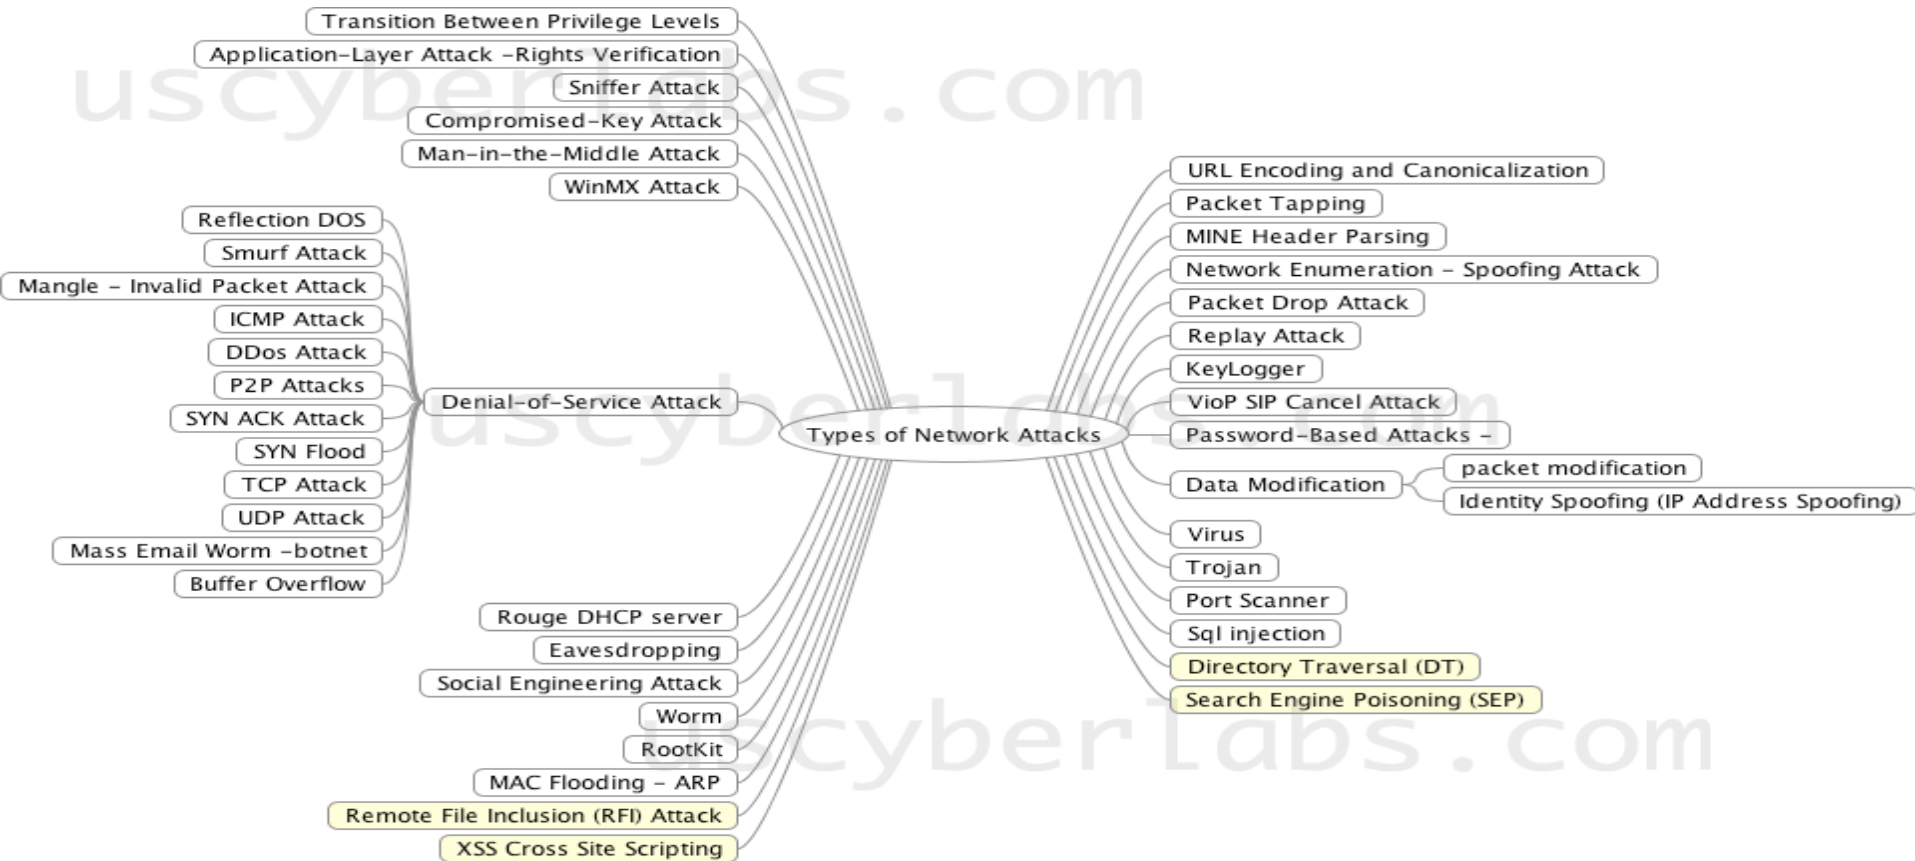 Transition Between Privilege Levels
Application-Layer Attack -Rights Verification
Sniffer Attack
Compromised-Key Attack
Man-in-the-Middle Attack
WinMX Attack
Reflection DOS
Smurf Attack
Mangle - Invalid Packet Attack
ICMP Attack
DDos Attack
P2P Attacks
SYN ACK Attack
SYN Flood
TCP Attack
UDP Attack
Mass Email Worm -botnet
Buffer Overflow
Denial-of-Service Attack
Rouge DHCP server
Eavesdropping
Social Engineering Attack
Worm
RootKit
MAC Flooding - ARP
Remote File Inclusion (RFI) Attack
XSS Cross Site Scripting
Types of Network Attacks
URL Encoding and Canonicalization
Packet Tapping
MINE Header Parsing
Network Enumeration - Spoofing Attack
Packet Drop Attack
Replay Attack
KeyLogger
VioP SIP Cancel Attack
Password-Based Attacks -
Data Modification
packet modification
Identity Spoofing (IP Address Spoofing)
Virus
Trojan
Port Scanner
Sql injection
Directory Traversal (DT)
Search Engine Poisoning (SEP)
uscyberlabs.com
uscyberlabs.com
uscyberlabs.com